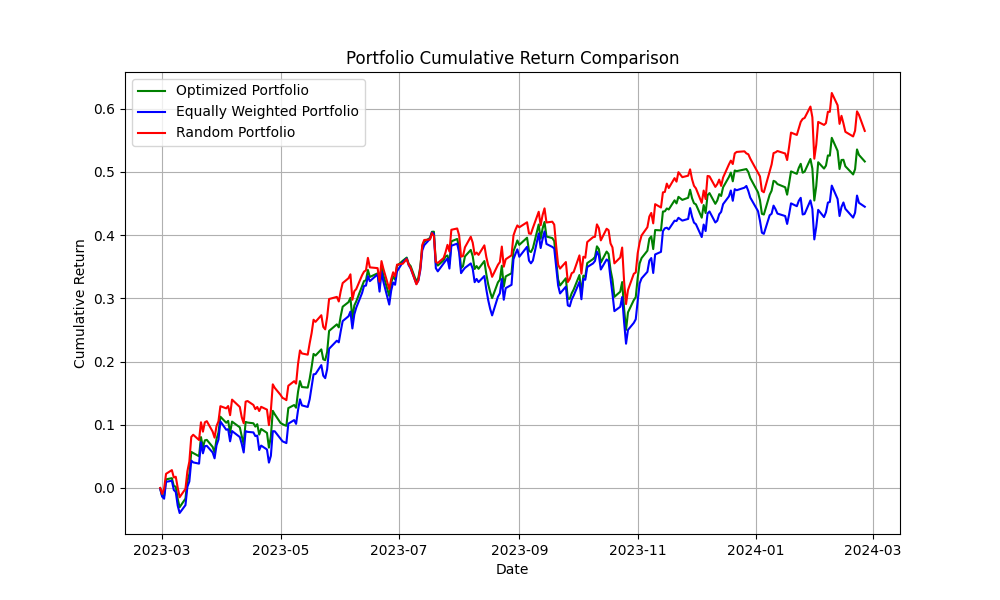 Portfolio Cumulative Return Comparison
Optimized Portfolio
Equally Weighted Portfolio
Random Portfolio
Cumulative Return
0.6
0.5
0.4
0.3
0.2
0.1
0.0
2023-03 2023-05 2023-07 2023-09 2023-11 2024-01 2024-03
Date